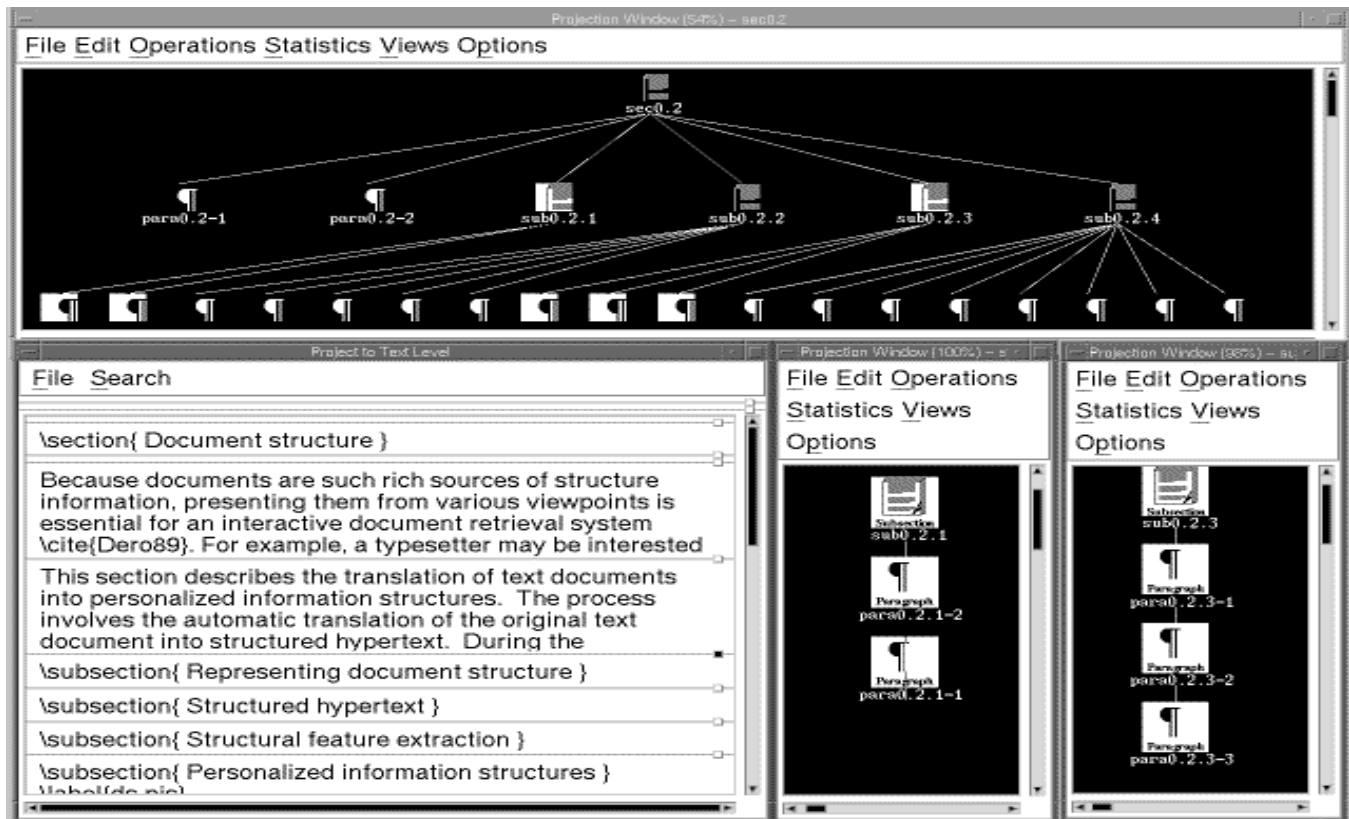 Projection Window (54%) – sec0.2
File Edit Operations Statistics Views Options
sec0.2
para0.2-1
para0.2-2
sub0.2.1
sub0.2.2
sub0.2.3
sub0.2.4
Project to Text Level
File Search
\section{ Document structure }
Because documents are such rich sources of structure
information, presenting them from various viewpoints is
essential for an interactive document retrieval system
\cite{Dero89}. For example, a typesetter may be interested
This section describes the translation of text documents
into personalized information structures. The process
involves the automatic translation of the original text
document into structured hypertext. During the
\subsection{ Representing document structure }
\subsection{ Structured hypertext }
\subsection{ Structural feature extraction }
\subsection{ Personalized information structures }
\label{ds.pis}
Projection Window (100%) – s
File Edit Operations
Statistics Views
Options
Subsection
sub0.2.1
Paragraph
para0.2.1-2
Paragraph
para0.2.1-1
Projection Window (98%) – su
File Edit Operations
Statistics Views
Options
Subsection
sub0.2.3
Paragraph
para0.2.3-1
Paragraph
para0.2.3-2
Paragraph
para0.2.3-3